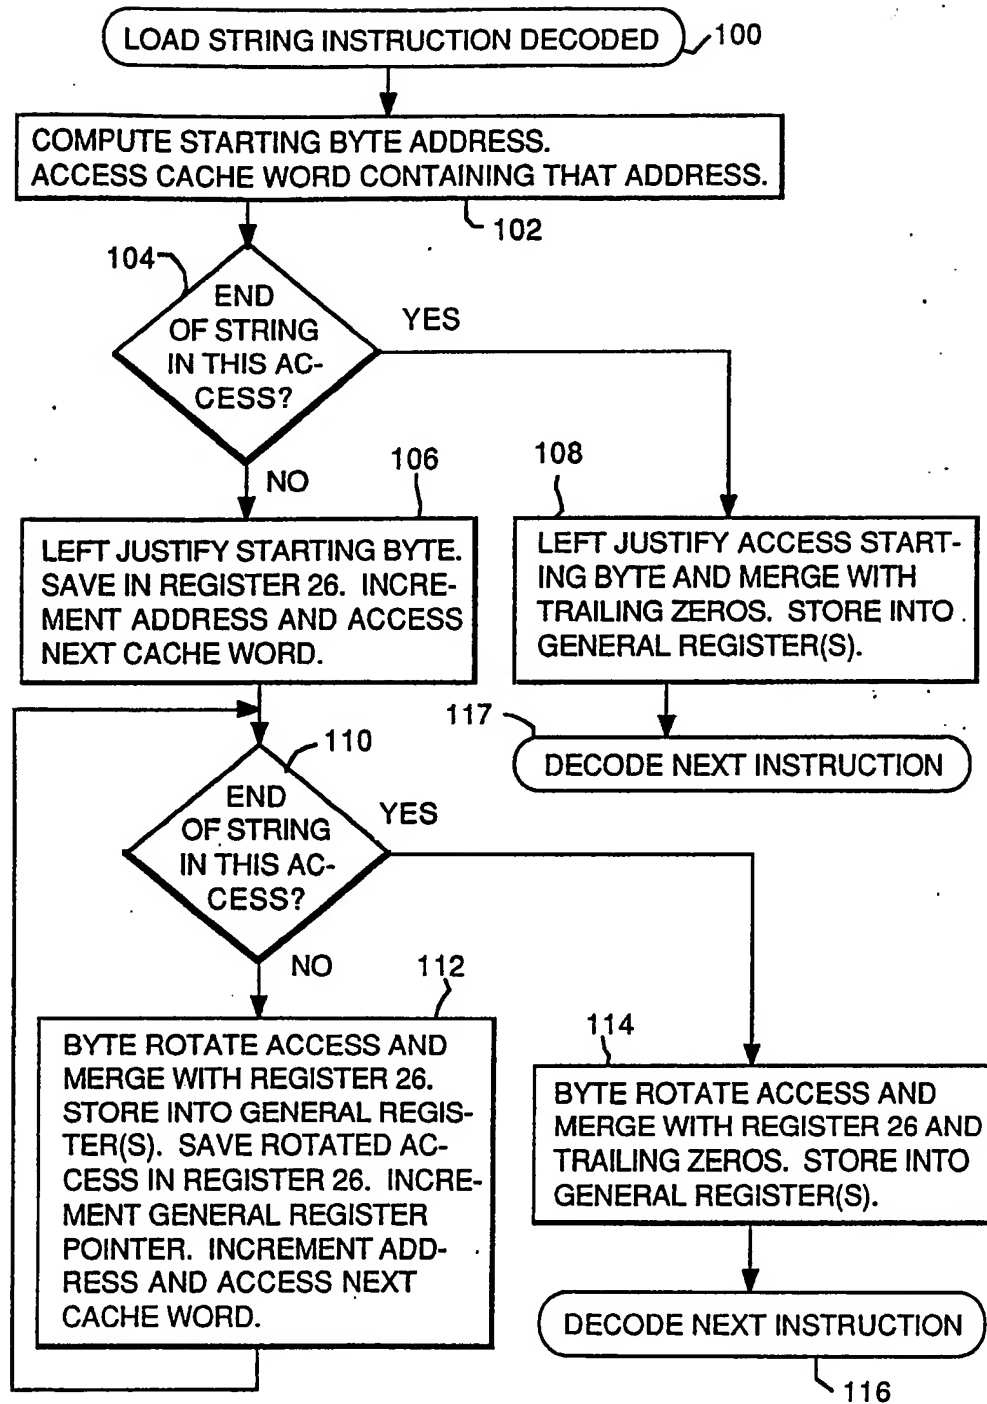 LOAD STRING INSTRUCTION DECODED
100
COMPUTE STARTING BYTE ADDRESS.
ACCESS CACHE WORD CONTAINING THAT ADDRESS.
102
104
END
OF STRING
IN THIS AC-
CESS?
YES
NO
106
LEFT JUSTIFY STARTING BYTE.
SAVE IN REGISTER 26. INCRE-
MENT ADDRESS AND ACCESS
NEXT CACHE WORD.
108
LEFT JUSTIFY ACCESS START-
ING BYTE AND MERGE WITH
TRAILING ZEROS. STORE INTO
GENERAL REGISTER(S).
117
DECODE NEXT INSTRUCTION
110
END
OF STRING
IN THIS AC-
CESS?
YES
NO
112
BYTE ROTATE ACCESS AND
MERGE WITH REGISTER 26.
STORE INTO GENERAL REGIS-
TER(S). SAVE ROTATED AC-
CESS IN REGISTER 26. INCRE-
MENT GENERAL REGISTER
POINTER. INCREMENT ADD-
RESS AND ACCESS NEXT
CACHE WORD.
114
BYTE ROTATE ACCESS AND
MERGE WITH REGISTER 26 AND
TRAILING ZEROS. STORE INTO
GENERAL REGISTER(S).
DECODE NEXT INSTRUCTION
116